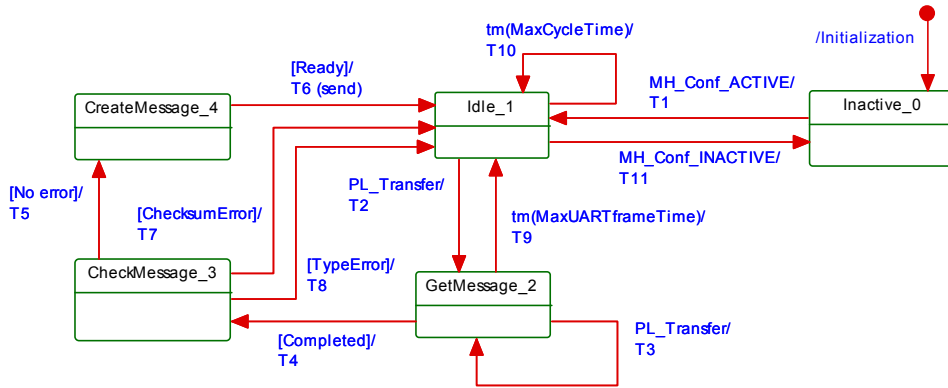 tm(MaxCycleTime)/
T10
/Initialization
[Ready]/
T6 (send)
MH_Conf_ACTIVE/
T1
CreateMessage_4
Idle_1
Inactive_0
MH_Conf_INACTIVE/
T11
[No error]/
T5
[ChecksumError]/
T7
PL_Transfer/
T2
tm(MaxUARTframeTime)/
T9
CheckMessage_3
[TypeError]/
T8
GetMessage_2
[Completed]/
T4
PL_Transfer/
T3